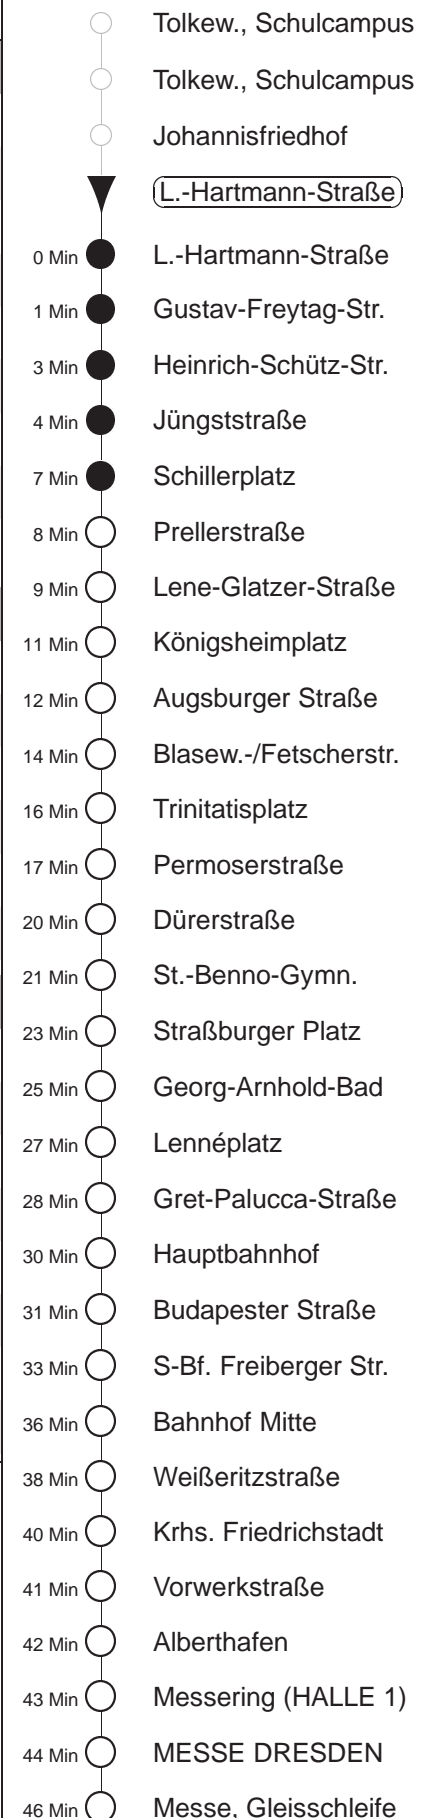 Tolkew., Schulcampus
Tolkew., Schulcampus
Johannisfriedhof
L.-Hartmann-Straße
0 Min L.-Hartmann-Straße
1 Min Gustav-Freytag-Str.
3 Min Heinrich-Schütz-Str.
4 Min Jüngststraße
7 Min Schillerplatz
8 Min Prellerstraße
9 Min Lene-Glatzer-Straße
11 Min Königsheimplatz
12 Min Augsburger Straße
14 Min Blasew.-/Fetscherstr.
16 Min Trinitatisplatz
17 Min Permoserstraße
20 Min Dürerstraße
21 Min St.-Benno-Gymn.
23 Min Straßburger Platz
25 Min Georg-Arnhold-Bad
27 Min Lennéplatz
28 Min Gret-Palucca-Straße
30 Min Hauptbahnhof
31 Min Budapester Straße
33 Min S-Bf. Freiberger Str.
36 Min Bahnhof Mitte
38 Min Weißeritzstraße
40 Min Krhs. Friedrichstadt
41 Min Vorwerkstraße
42 Min Alberthafen
43 Min Messering (HALLE 1)
44 Min MESSE DRESDEN
46 Min Messe, Gleisschleife